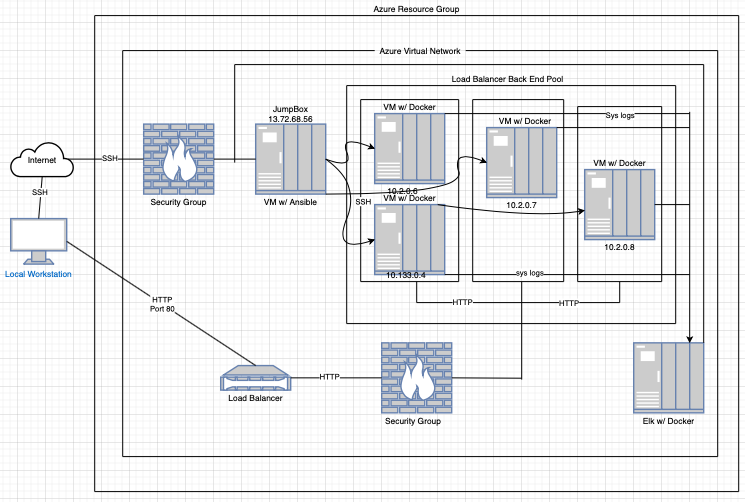 Azure Resource Group
Azure Virtual Network
Load Balancer Back End Pool
JumpBox
13.72.68.56
VM w/ Docker
Sys logs
VM w/ Docker
Internet
SSH
VM w/ Docker
SSH
10.2.0.6
Security Group
VM w/ Ansible
SSH
VM w/ Docker
10.2.0.7
10.2.0.8
Local Workstation
10.133.0.4
sys logs
HTTP
Port 80
HTTP
HTTP
HTTP
Load Balancer
Security Group
Elk w/ Docker